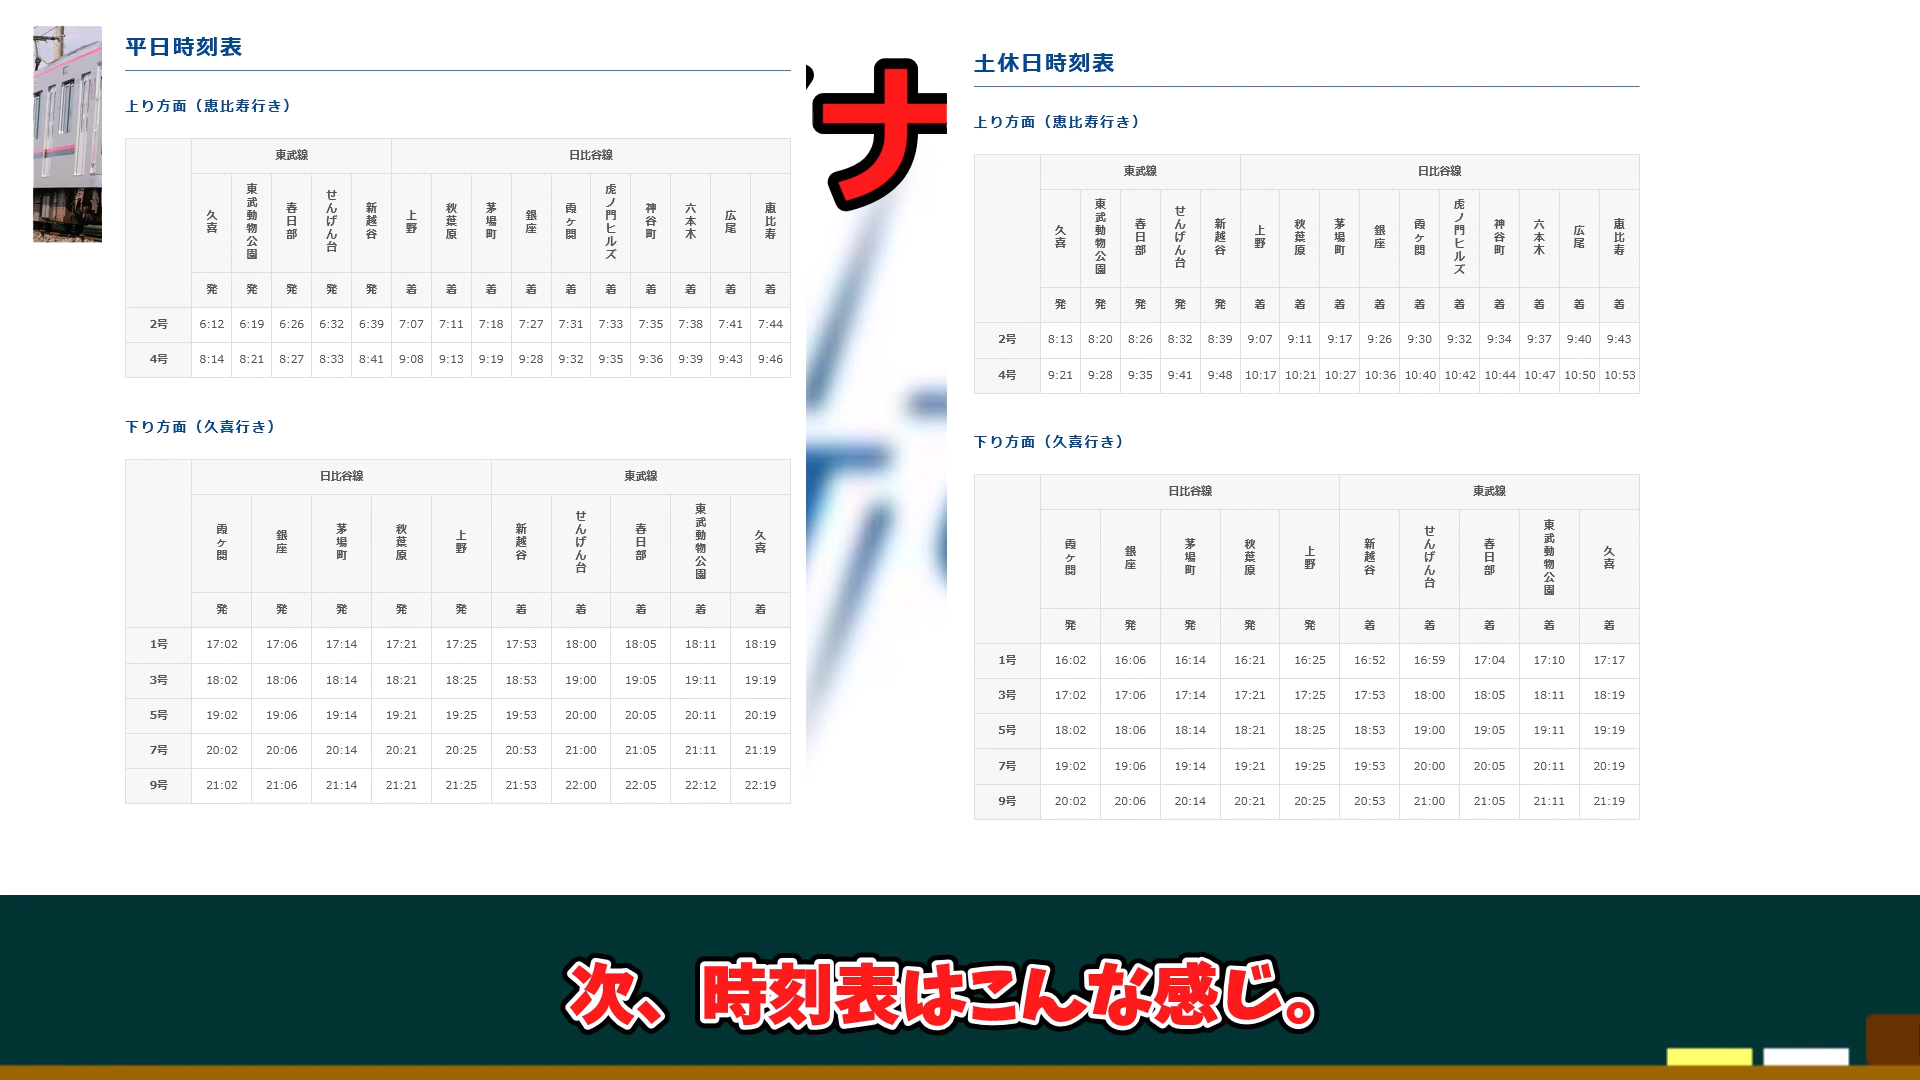 平日時刻表
上り方面（恵比寿行き）
東武線 日比谷線
久喜 東武動物公園 春日部 せんげん台 新越谷 上野 秋葉原 茅場町 銀座 霞ヶ関 虎ノ門ヒルズ 神谷町 六本木 広尾 恵比寿
発 発 発 発 発 着 着 着 着 着 着 着 着 着 着
2号 6:12 6:19 6:26 6:32 6:39 7:07 7:11 7:18 7:27 7:31 7:33 7:35 7:38 7:41 7:44
4号 8:14 8:21 8:27 8:33 8:41 9:08 9:13 9:19 9:28 9:32 9:35 9:36 9:39 9:43 9:46
下り方面（久喜行き）
日比谷線 東武線
霞ヶ関 銀座 茅場町 秋葉原 上野 新越谷 せんげん台 春日部 東武動物公園 久喜
発 発 発 発 発 着 着 着 着 着
1号 17:02 17:06 17:14 17:21 17:25 17:53 18:00 18:05 18:11 18:19
3号 18:02 18:06 18:14 18:21 18:25 18:53 19:00 19:05 19:11 19:19
5号 19:02 19:06 19:14 19:21 19:25 19:53 20:00 20:05 20:11 20:19
7号 20:02 20:06 20:14 20:21 20:25 20:53 21:00 21:05 21:11 21:19
9号 21:02 21:06 21:14 21:21 21:25 21:53 22:00 22:05 22:12 22:19
ナ
土休日時刻表
上り方面（恵比寿行き）
東武線 日比谷線
久喜 東武動物公園 春日部 せんげん台 新越谷 上野 秋葉原 茅場町 銀座 霞ヶ関 虎ノ門ヒルズ 神谷町 六本木 広尾 恵比寿
発 発 発 発 発 着 着 着 着 着 着 着 着 着 着
2号 8:13 8:20 8:26 8:32 8:39 9:07 9:11 9:17 9:26 9:30 9:32 9:34 9:37 9:40 9:43
4号 9:21 9:28 9:35 9:41 9:48 10:17 10:21 10:27 10:36 10:40 10:42 10:44 10:47 10:50 10:53
下り方面（久喜行き）
日比谷線 東武線
霞ヶ関 銀座 茅場町 秋葉原 上野 新越谷 せんげん台 春日部 東武動物公園 久喜
発 発 発 発 発 着 着 着 着 着
1号 16:02 16:06 16:14 16:21 16:25 16:52 16:59 17:04 17:10 17:17
3号 17:02 17:06 17:14 17:21 17:25 17:53 18:00 18:05 18:11 18:19
5号 18:02 18:06 18:14 18:21 18:25 18:53 19:00 19:05 19:11 19:19
7号 19:02 19:06 19:14 19:21 19:25 19:53 20:00 20:05 20:11 20:19
9号 20:02 20:06 20:14 20:21 20:25 20:53 21:00 21:05 21:11 21:19
次、時刻表はこんな感じ。